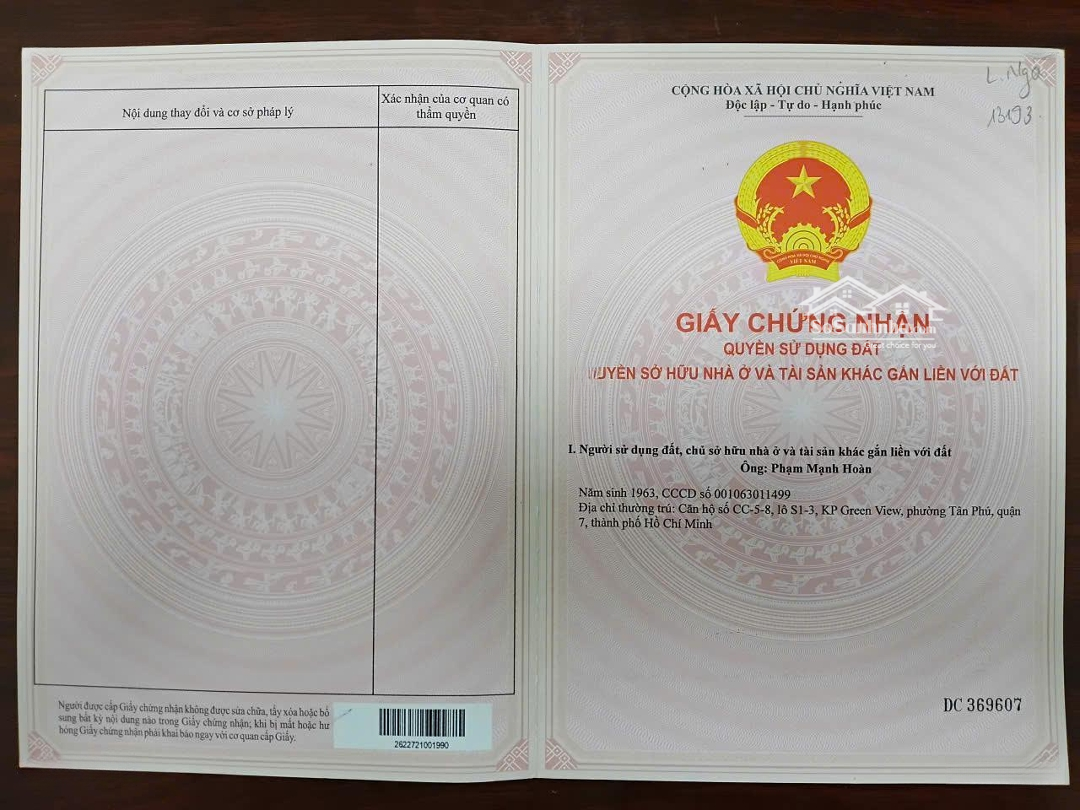 Nội dung thay đổi và cơ sở pháp lý
Xác nhận của cơ quan có
thẩm quyền
Người được cấp Giấy chứng nhận không được sửa chữa, tẩy xóa hoặc bổ
sung bất kỳ nội dung nào trong Giấy chứng nhận; khi bị mất hoặc hư
hỏng Giấy chứng nhận phải khai báo ngay với cơ quan cấp Giấy.
2622721001990
L.Nga
13193
CỘNG HÒA XÃ HỘI CHỦ NGHĨA VIỆT NAM
Độc lập - Tự do - Hạnh phúc
VIỆT NAM
GIẤY CHỨNG NHẬN
QUYỀN SỬ DỤNG ĐẤT
QUYỀN SỞ HỮU NHÀ Ở VÀ TÀI SẢN KHÁC GẮN LIỀN VỚI ĐẤT
I. Người sử dụng đất, chủ sở hữu nhà ở và tài sản khác gắn liền với đất
Ông: Phạm Mạnh Hoàn
Năm sinh 1963, CCCD số 001063011499
Địa chỉ thường trú: Căn hộ số CC-5-8, lô S1-3, KP Green View, phường Tân Phú, quận
7, thành phố Hồ Chí Minh
DC 369607